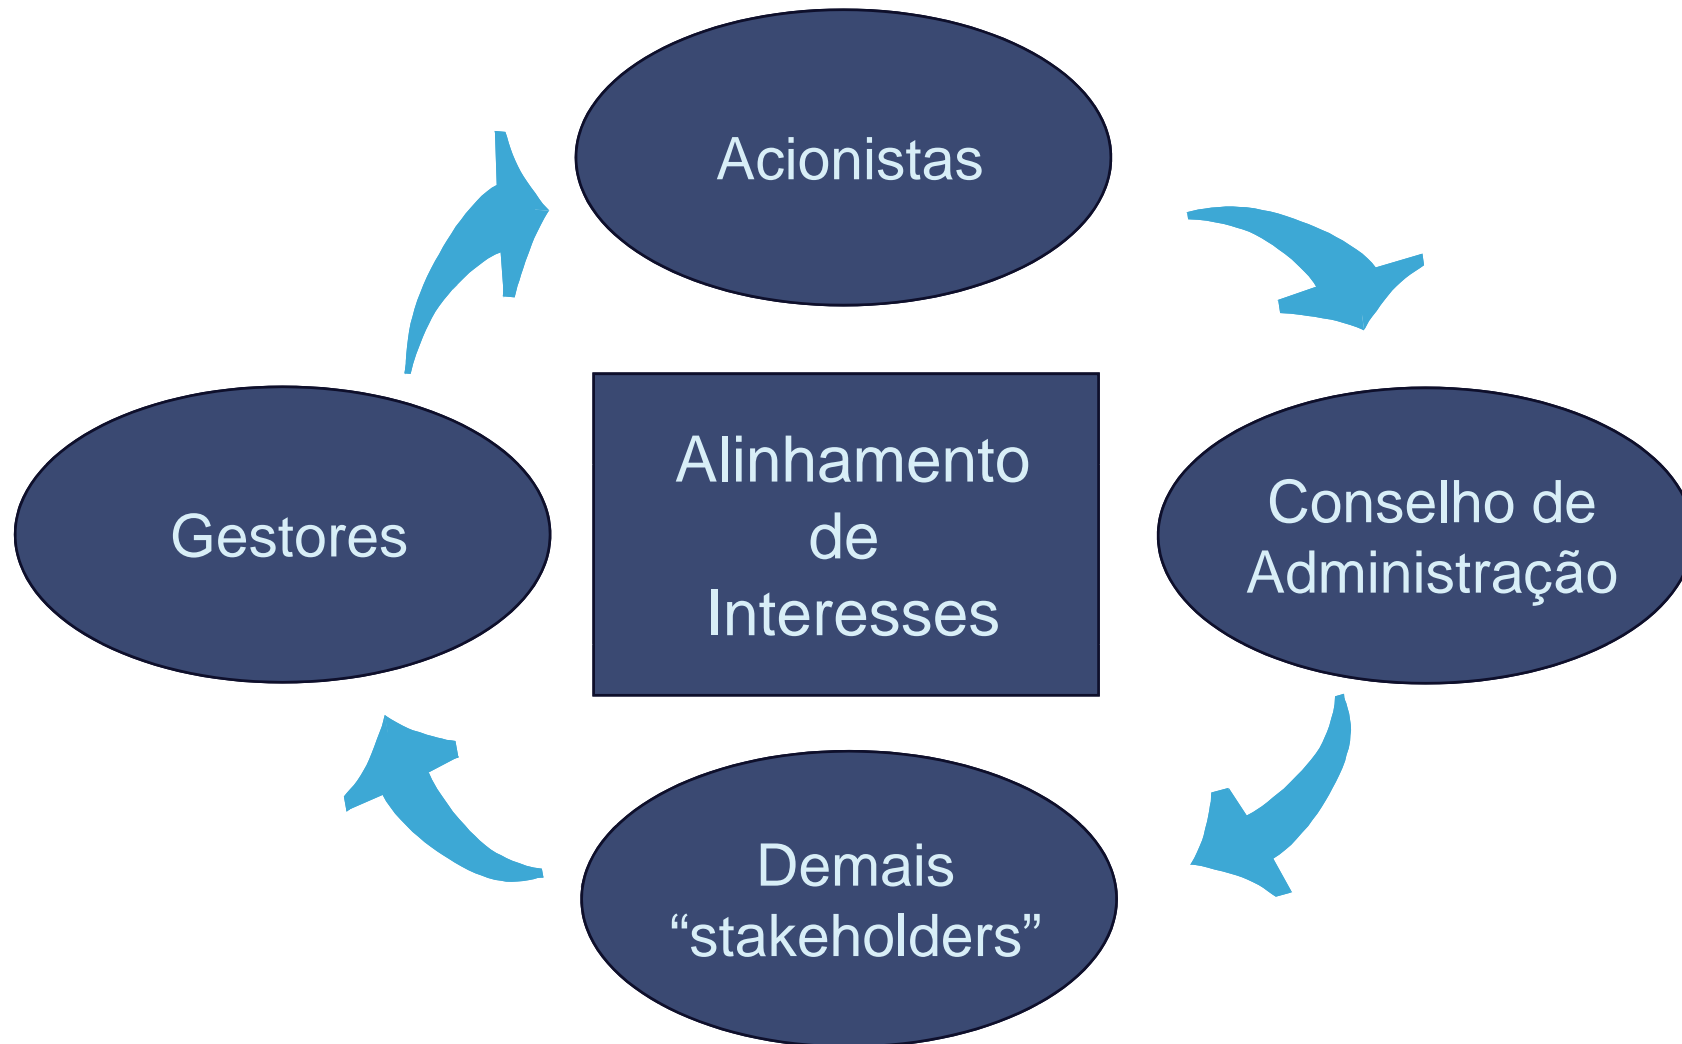 Acionistas
Gestores
Alinhamento
de
Interesses
Conselho de
Administração
Demais
“stakeholders”